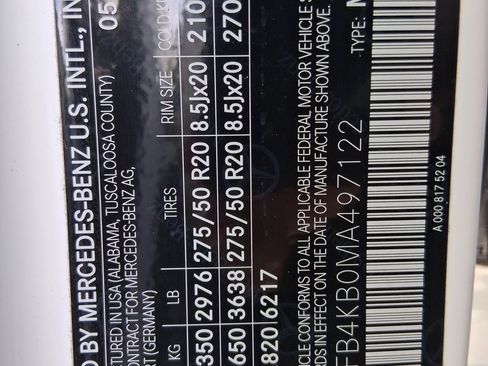 D BY MERCEDES-BENZ U.S. INTL., IN
05
CTURED IN USA (ALABAMA, TUSCALOOSA COUNTY)
CONTRACT FOR MERCEDES-BENZ AG,
RT (GERMANY)
KG LB TIRES RIM SIZE COLD
350 2976 275/50 R20 8.5Jx20 210
650 3638 275/50 R20 8.5Jx20 270
820 6217
HICLE CONFORMS TO ALL APPLICABLE FEDERAL MOTOR VEHICLE S
RDS IN EFFECT ON THE DATE OF MANUFACTURE SHOWN ABOVE.
FB4KB0MA497122 TYPE: M
A 000 817 52 04